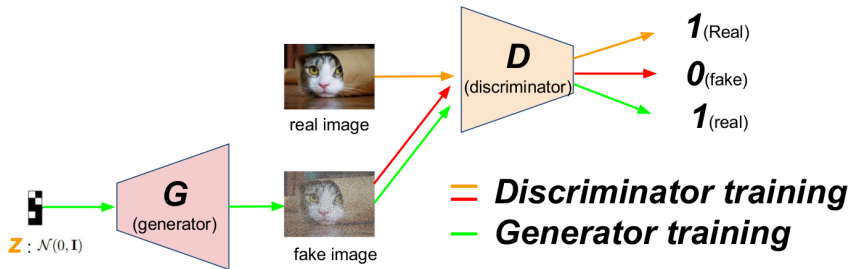 1(Real)
D
(discriminator)
0(fake)
real image
1(real)
G
(generator)
Discriminator training
Generator training
z : 𝒩(0, I)
fake image